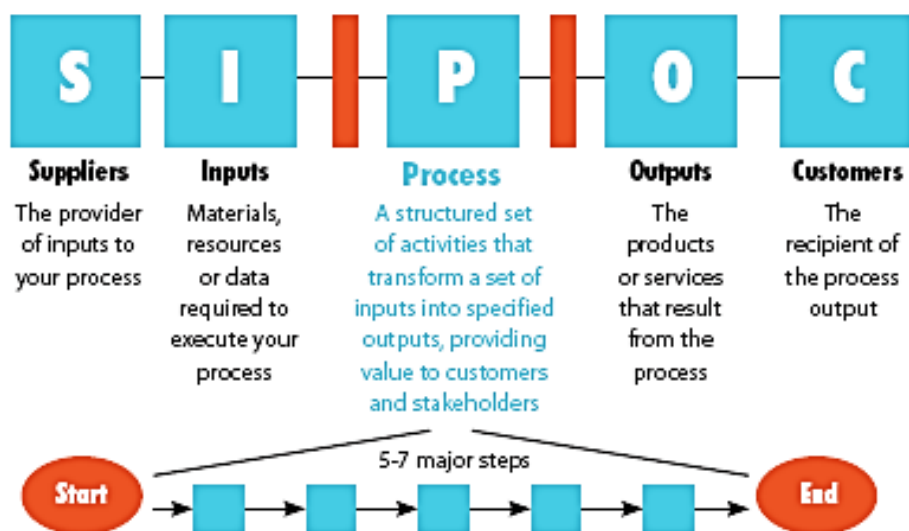 S I P O C
Suppliers
The provider
of inputs to
your process
Inputs
Materials,
resources
or data
required to
execute your
process
Process
A structured set
of activities that
transform a set of
inputs into specified
outputs, providing
value to customers
and stakeholders
Outputs
The
products
or services
that result
from the
process
Customers
The
recipient of
the process
output
5-7 major steps
Start
End